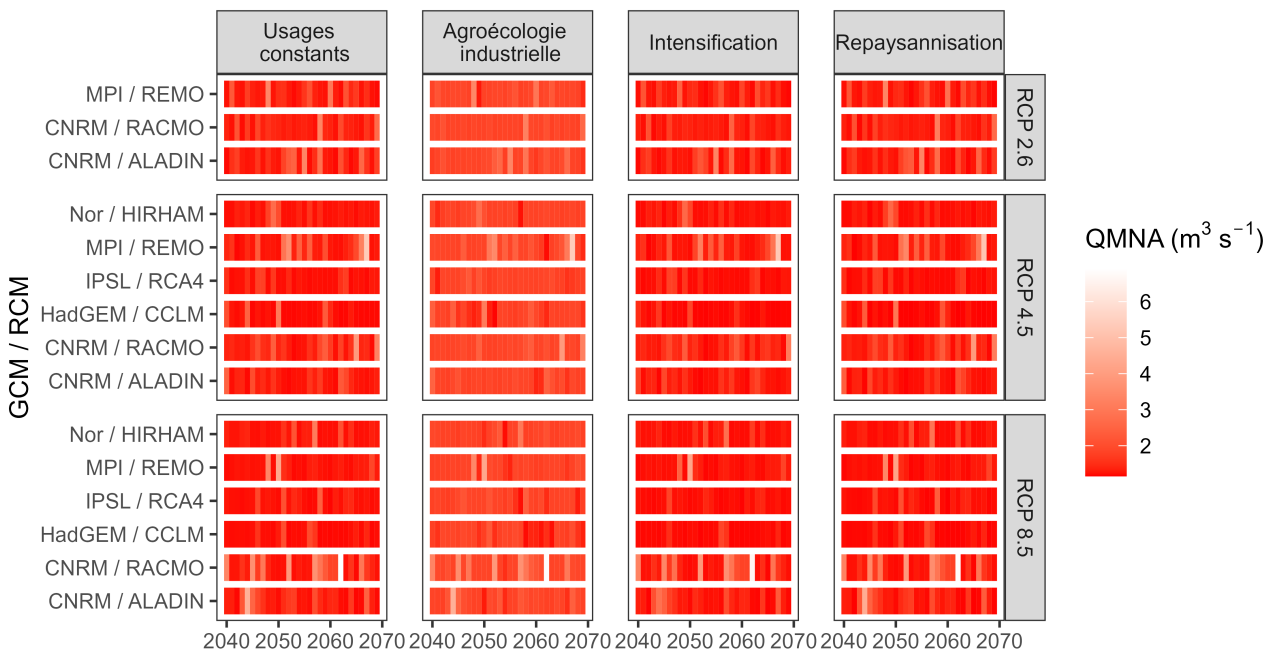 Usages
constants
Agroécologie
industrielle
Intensification
Repaysannisation
GCM / RCM
MPI / REMO
CNRM / RACMO
CNRM / ALADIN
RCP 2.6
Nor / HIRHAM
MPI / REMO
IPSL / RCA4
HadGEM / CCLM
CNRM / RACMO
CNRM / ALADIN
RCP 4.5
Nor / HIRHAM
MPI / REMO
IPSL / RCA4
HadGEM / CCLM
CNRM / RACMO
CNRM / ALADIN
RCP 8.5
2040 2050 2060 2070
2040 2050 2060 2070
2040 2050 2060 2070
2040 2050 2060 2070
QMNA (m³ s⁻¹)
6
5
4
3
2